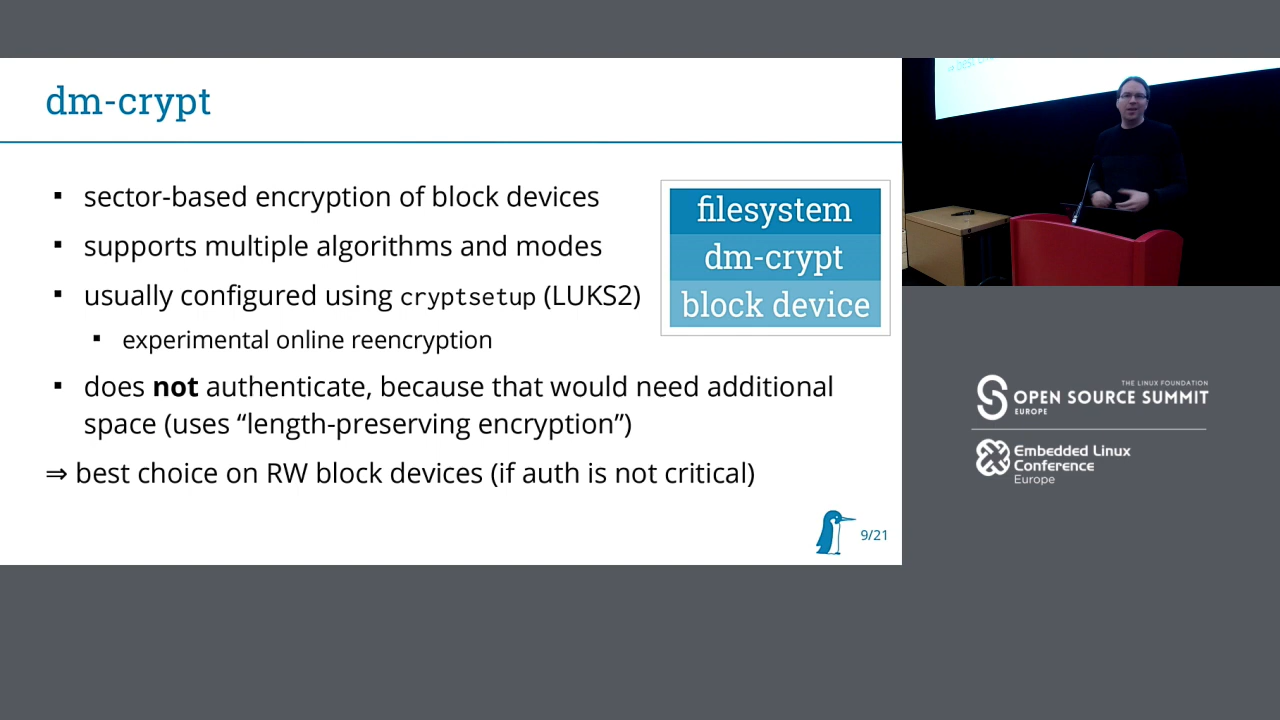 dm-crypt
▪ sector-based encryption of block devices
▪ supports multiple algorithms and modes
▪ usually configured using cryptsetup (LUKS2)
▪ experimental online reencryption
▪ does not authenticate, because that would need additional
space (uses “length-preserving encryption”)
⇒ best choice on RW block devices (if auth is not critical)
filesystem
dm-crypt
block device
9/21
THE LINUX FOUNDATION
OPEN SOURCE SUMMIT
EUROPE
Embedded Linux
Conference
Europe